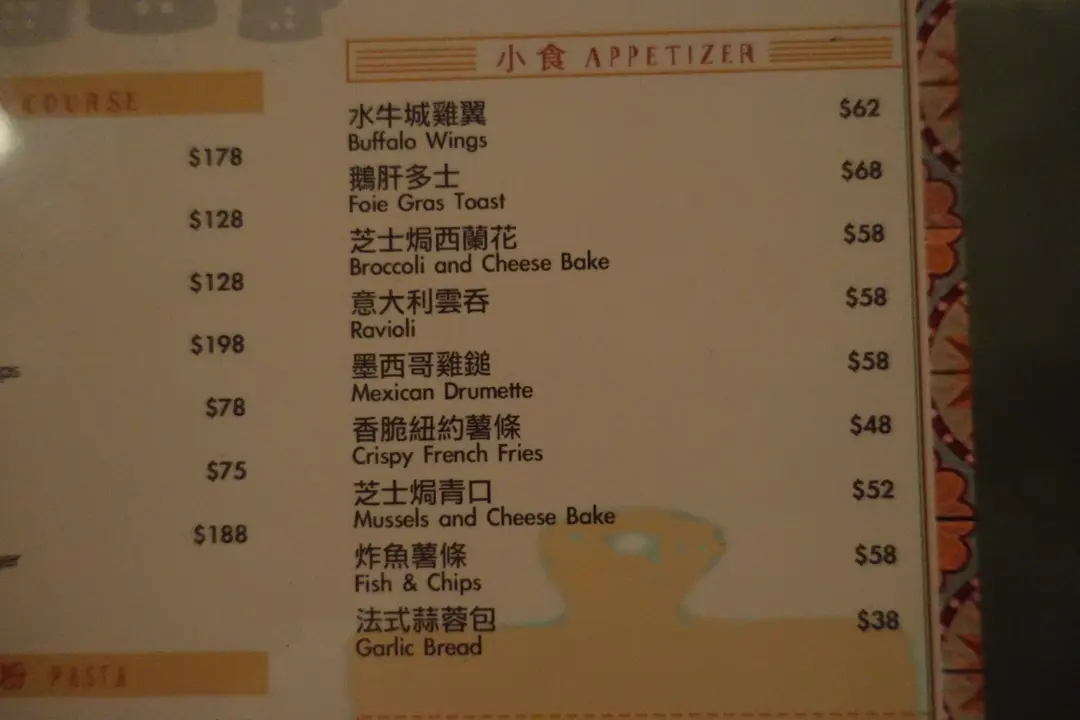 COURSE
$178
$128
$128
$198
ps
$78
$75
$188
PASTA
小食 APPETIZER
水牛城雞翼 $62
Buffalo Wings
鵝肝多士 $68
Foie Gras Toast
芝士焗西蘭花 $58
Broccoli and Cheese Bake
意大利雲吞 $58
Ravioli
墨西哥雞鎚 $58
Mexican Drumette
香脆紐約薯條 $48
Crispy French Fries
芝士焗青口 $52
Mussels and Cheese Bake
炸魚薯條 $58
Fish & Chips
法式蒜蓉包 $38
Garlic Bread